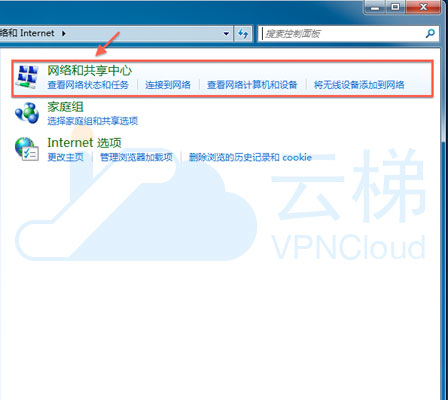 络和 Internet
搜索控制面板
网络和共享中心
查看网络状态和任务 连接到网络 查看网络计算机和设备 将无线设备添加到网络
家庭组
选择家庭组和共享选项
Internet 选项
更改主页 管理浏览器加载项 删除浏览的历史记录和 cookie
云梯
VPNCloud